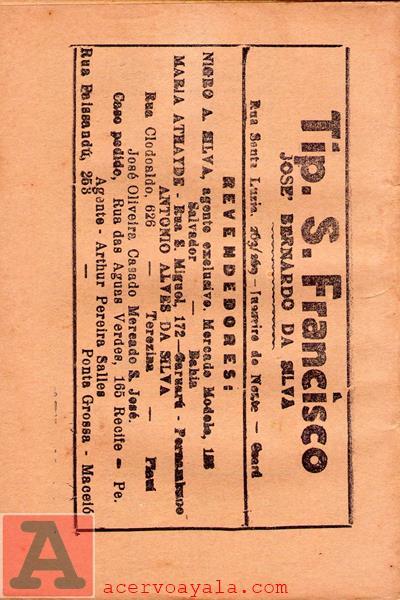 Tip. S. Francisco
JOSÉ BERNARDO DA SILVA
Rua Santa Luzia, 263/269 — Juazeiro do Norte — Ceará
REVENDEDORES:
NIGRO A. SILVA, agente exclusivo. Mercado Modelo,
Salvador — Bahia
MARIA ATHAYDE - Rua S. Miguel, 172 — Caruarú - Pernambuco
ANTONIO ALVES DA SILVA
Rua Clodoaldo, 626 — Terezina — Piauí
José Oliveira Casado Mercado S. José.
Caso pedido, Rua das Aguas Verdes, 165 Recife — Pe.
Agente - Arthur Pereira Salles
Rua Paissandú, 253 — Ponta Grossa - Maceió
A
acervoayala.com